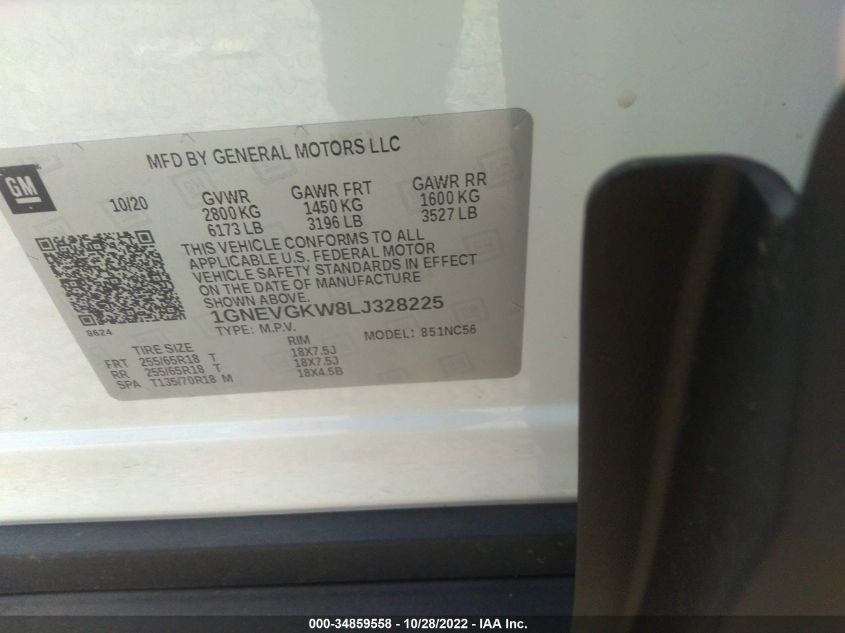 MFD BY GENERAL MOTORS LLC
GM
10/20
GVWR
2800 KG
6173 LB
GAWR FRT
1450 KG
3196 LB
GAWR RR
1600 KG
3527 LB
THIS VEHICLE CONFORMS TO ALL
APPLICABLE U.S. FEDERAL MOTOR
VEHICLE SAFETY STANDARDS IN EFFECT
ON THE DATE OF MANUFACTURE
SHOWN ABOVE.
1GNEVGKW8LJ328225
8624
TYPE: M.P.V. MODEL: 851NC56
TIRE SIZE RIM
FRT 255/65R18 T 18X7.5J
RR 255/65R18 T 18X7.5J
SPA T135/70R18 M 18X4.5B
000-34859558 - 10/28/2022 - IAA Inc.